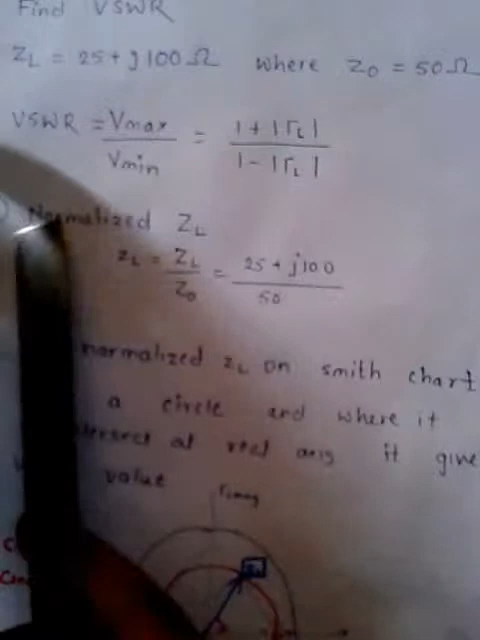 Find VSWR
ZL = 25 + j100 Ω where Z0 = 50 Ω
VSWR = Vmax / Vmin = 1 + |ΓL| / 1 - |ΓL|
Normalized ZL
zL = ZL / Z0 = 25 + j100 / 50
normalized zL on smith chart
a circle and where it
at real axis it give
value